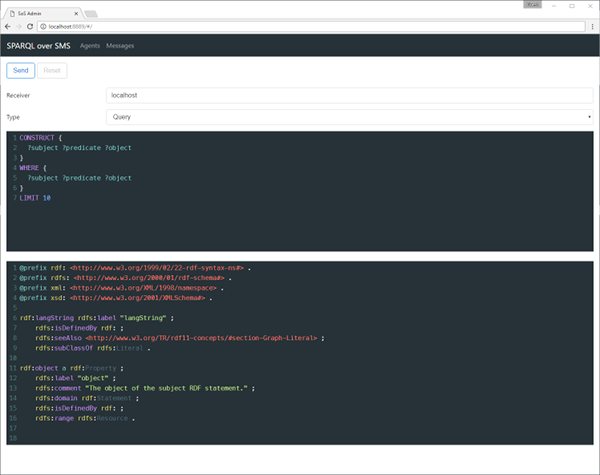 SaS Admin
localhost:8889/#/
SPARQL over SMS Agents Messages
Send Reset
Receiver localhost
Type Query
1 CONSTRUCT {
2 ?subject ?predicate ?object
3 }
4 WHERE {
5 ?subject ?predicate ?object
6 }
7 LIMIT 10
1 @prefix rdf: <http://www.w3.org/1999/02/22-rdf-syntax-ns#> .
2 @prefix rdfs: <http://www.w3.org/2000/01/rdf-schema#> .
3 @prefix xml: <http://www.w3.org/XML/1998/namespace> .
4 @prefix xsd: <http://www.w3.org/2001/XMLSchema#> .
5
6 rdf:langString rdfs:label "langString" ;
7 rdfs:isDefinedBy rdf: ;
8 rdfs:seeAlso <http://www.w3.org/TR/rdf11-concepts/#section-Graph-Literal> ;
9 rdfs:subClassOf rdfs:Literal .
10
11 rdf:object a rdf:Property ;
12 rdfs:label "object" ;
13 rdfs:comment "The object of the subject RDF statement." ;
14 rdfs:domain rdf:Statement ;
15 rdfs:isDefinedBy rdf: ;
16 rdfs:range rdfs:Resource .
17
18